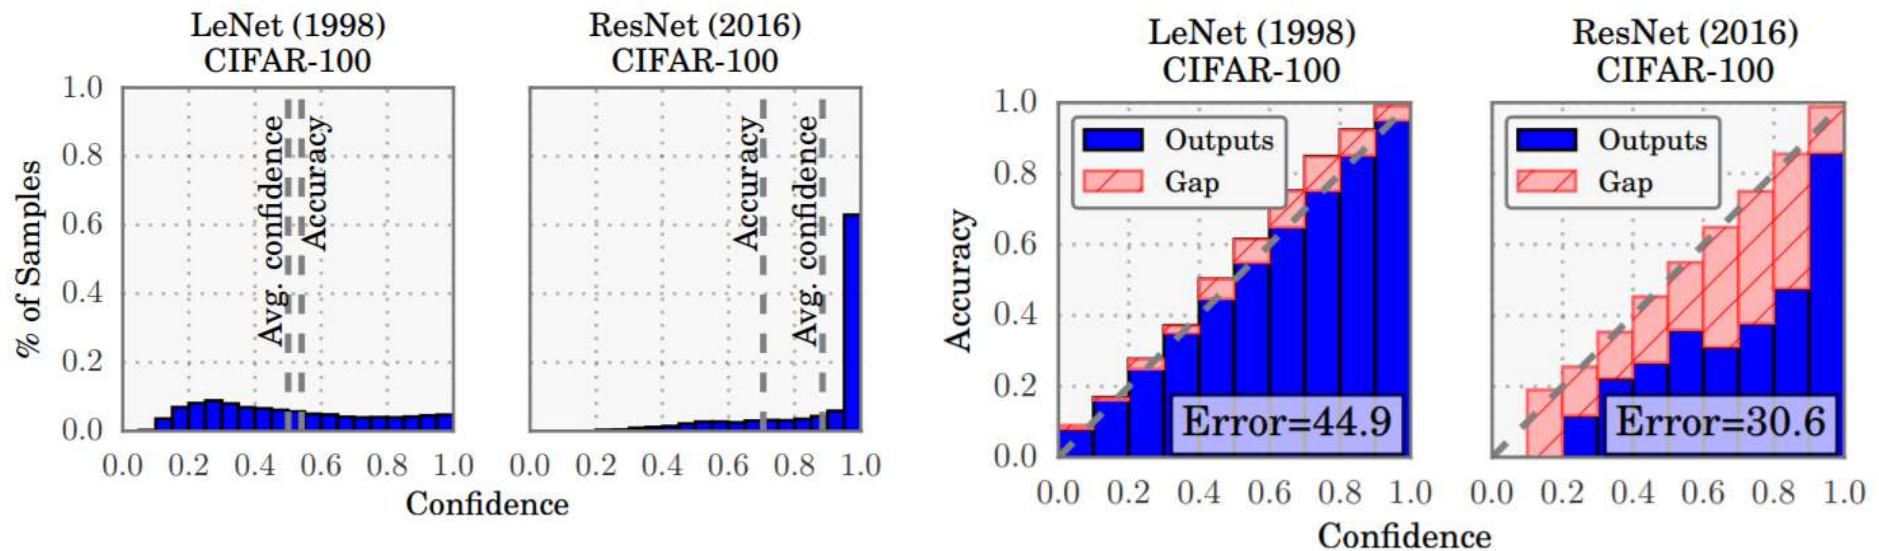 LeNet (1998)
CIFAR-100
ResNet (2016)
CIFAR-100
% of Samples
1.0
0.8
0.6
0.4
0.2
0.0
Avg. confidence
Accuracy
Accuracy
Avg. confidence
0.0 0.2 0.4 0.6 0.8 1.0
0.0 0.2 0.4 0.6 0.8 1.0
Confidence
LeNet (1998)
CIFAR-100
ResNet (2016)
CIFAR-100
Accuracy
1.0
0.8
0.6
0.4
0.2
0.0
Outputs
Gap
Error=44.9
Outputs
Gap
Error=30.6
0.0 0.2 0.4 0.6 0.8 1.0
0.0 0.2 0.4 0.6 0.8 1.0
Confidence